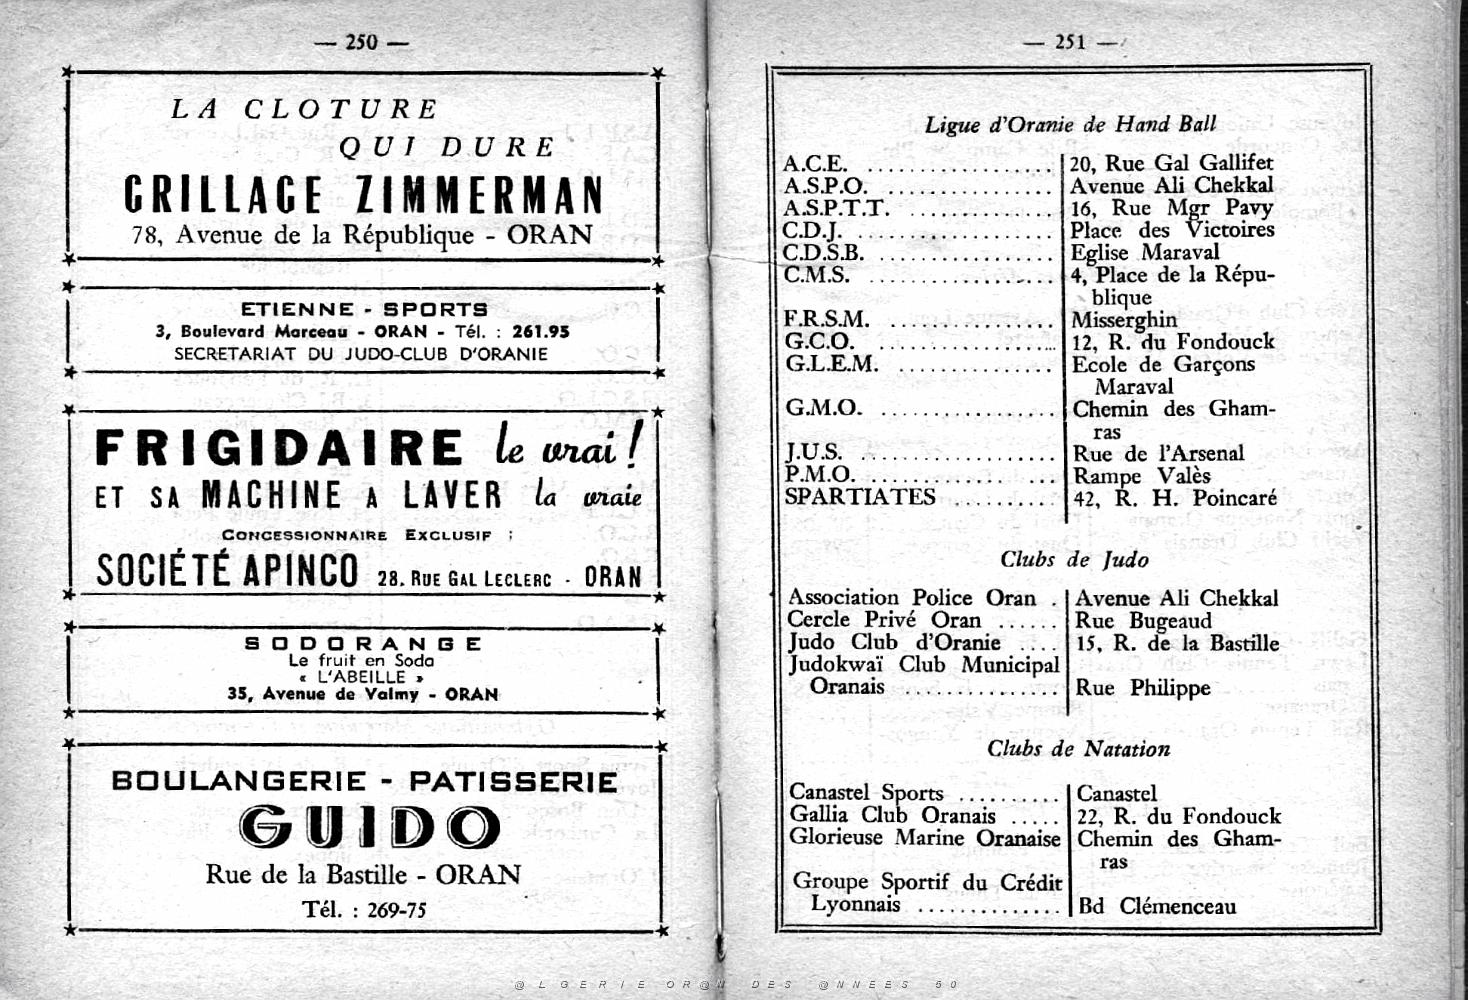 — 250 —
LA CLOTURE
QUI DURE
GRILLAGE ZIMMERMAN
78, Avenue de la République - ORAN
ETIENNE - SPORTS
3, Boulevard Marceau - ORAN - Tél. : 261.95
SECRETARIAT DU JUDO-CLUB D'ORANIE
FRIGIDAIRE le vrai !
ET SA MACHINE A LAVER la vraie
CONCESSIONNAIRE EXCLUSIF :
SOCIÉTÉ APINCO 28. RUE GAL LECLERC - ORAN
SODORANGE
Le fruit en Soda
« L'ABEILLE »
35, Avenue de Valmy - ORAN
BOULANGERIE - PATISSERIE
GUIDO
Rue de la Bastille - ORAN
Tél. : 269-75
— 251 —
Ligue d'Oranie de Hand Ball
A.C.E. .................. 20, Rue Gal Gallifet
A.S.P.O. ................ Avenue Ali Chekkal
A.S.P.T.T. .............. 16, Rue Mgr Pavy
C.D.J. .................. Place des Victoires
C.D.S.B. ................ Eglise Maraval
C.M.S. .................. 4, Place de la Répu-
blique
F.R.S.M. ................ Misserghin
G.C.O. .................. 12, R. du Fondouck
G.L.E.M. ................ Ecole de Garçons
Maraval
G.M.O. .................. Chemin des Gham-
ras
J.U.S. .................. Rue de l'Arsenal
P.M.O. .................. Rampe Valès
SPARTIATES .......... 42, R. H. Poincaré
Clubs de Judo
Association Police Oran . Avenue Ali Chekkal
Cercle Privé Oran ...... Rue Bugeaud
Judo Club d'Oranie .... 15, R. de la Bastille
Judokwaï Club Municipal
Oranais .............. Rue Philippe
Clubs de Natation
Canastel Sports .......... Canastel
Gallia Club Oranais ..... 22, R. du Fondouck
Glorieuse Marine Oranaise Chemin des Gham-
ras
Groupe Sportif du Crédit
Lyonnais .............. Bd Clémenceau
@LGERIE OR@N DES @NNEES 50